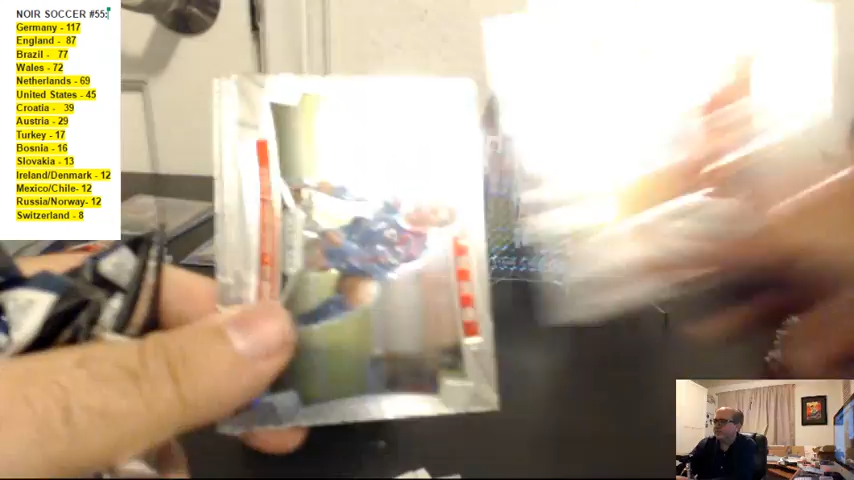 NOIR SOCCER #55:
Germany - 117
England - 87
Brazil - 77
Wales - 72
Netherlands - 69
United States - 45
Croatia - 39
Austria - 29
Turkey - 17
Bosnia - 16
Slovakia - 13
Ireland/Denmark - 12
Mexico/Chile- 12
Russia/Norway- 12
Switzerland - 8